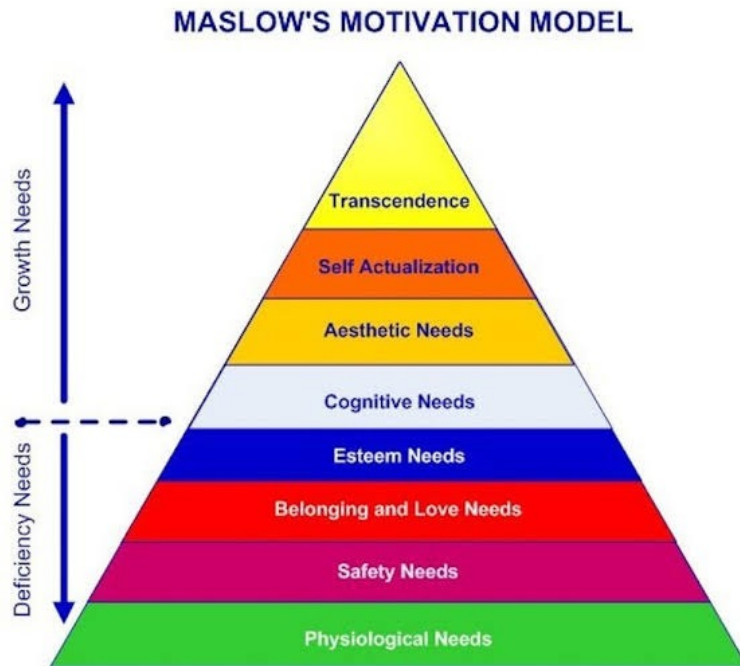 MASLOW'S MOTIVATION MODEL
Growth Needs
Deficiency Needs
Transcendence
Self Actualization
Aesthetic Needs
Cognitive Needs
Esteem Needs
Belonging and Love Needs
Safety Needs
Physiological Needs